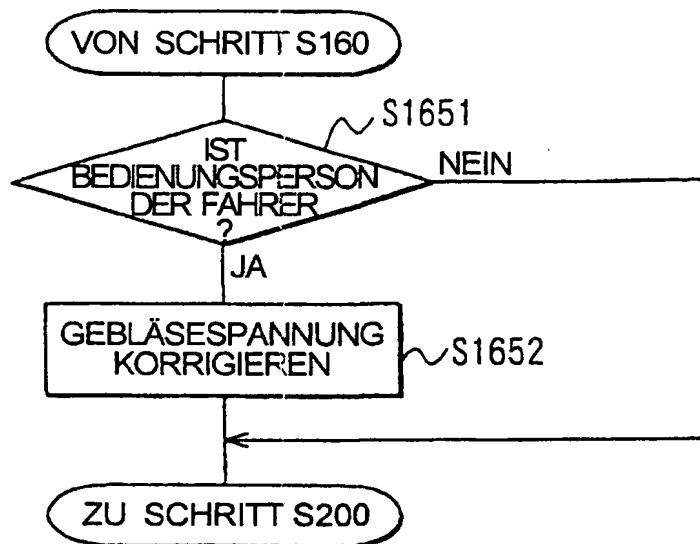 VON SCHRITT S160
S1651
IST
BEDIENUNGSPERSON
DER FAHRER
?
NEIN
JA
GEBLÄSESPANNUNG
KORRIGIEREN
S1652
ZU SCHRITT S200